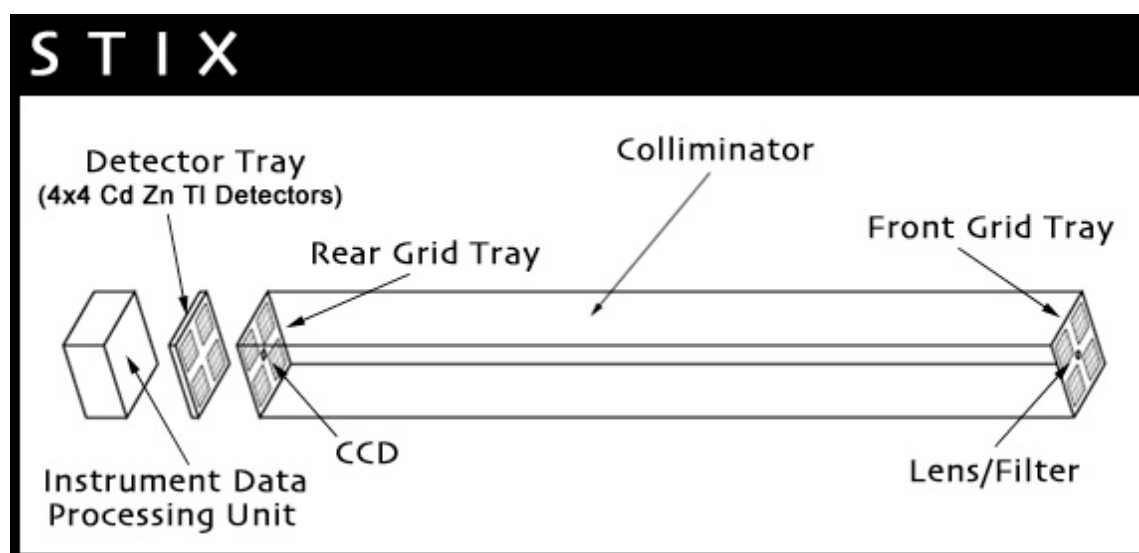 STIX
Detector Tray
(4x4 Cd Zn Tl Detectors)
Colliminator
Rear Grid Tray
Front Grid Tray
CCD
Lens/Filter
Instrument Data
Processing Unit